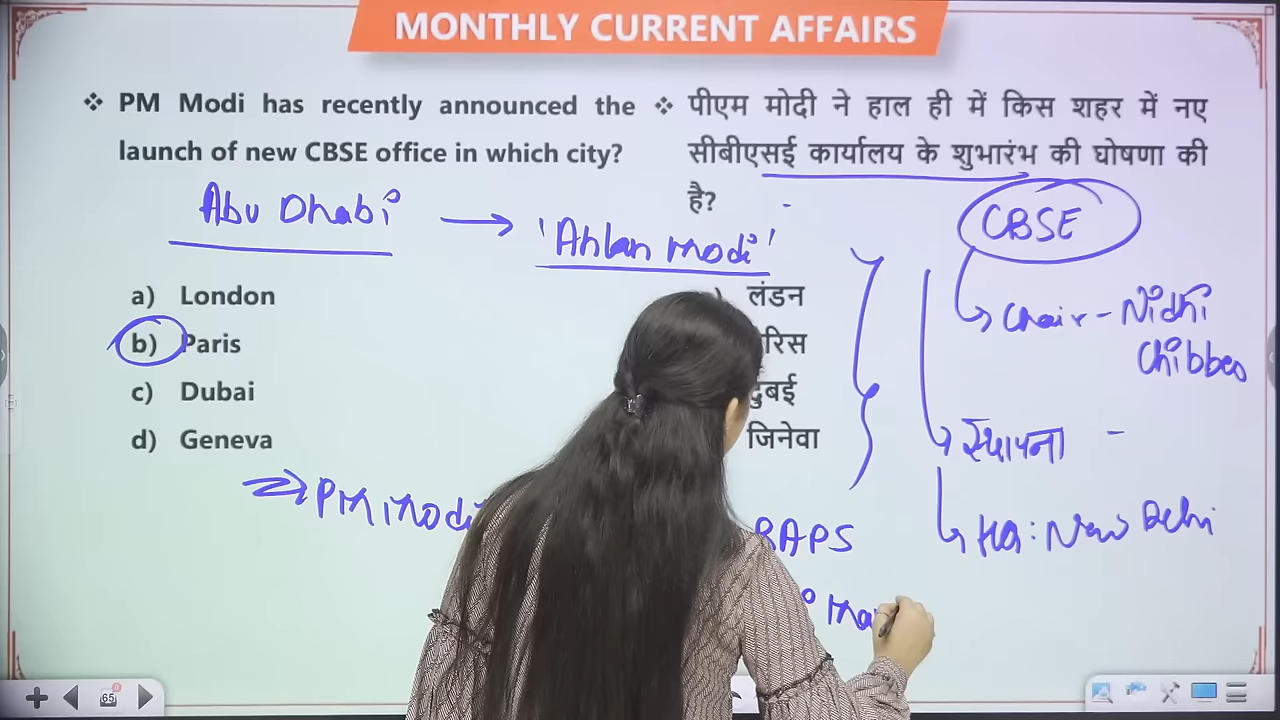 MONTHLY CURRENT AFFAIRS
❖ PM Modi has recently announced the
launch of new CBSE office in which city?
❖ पीएम मोदी ने हाल ही में किस शहर में नए
सीबीएसई कार्यालय के शुभारंभ की घोषणा की
है?
Abu Dhabi → 'Ahlan modi'
CBSE
Chair - Nidhi
Chibber
स्थापना -
HQ: New Delhi
a) London
b) Paris
c) Dubai
d) Geneva
लंडन
रिस
दुबई
जिनेवा
PM modi
BAPS
65